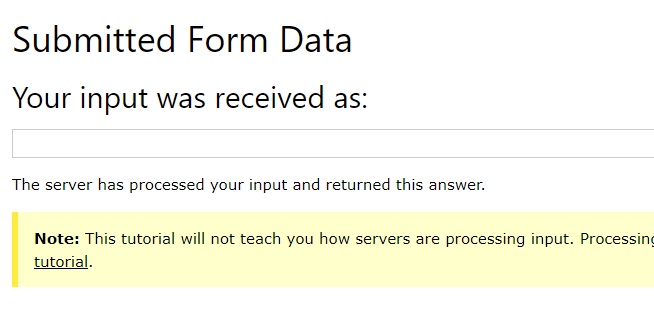 Submitted Form Data
Your input was received as:
The server has processed your input and returned this answer.
Note: This tutorial will not teach you how servers are processing input. Processing
tutorial.